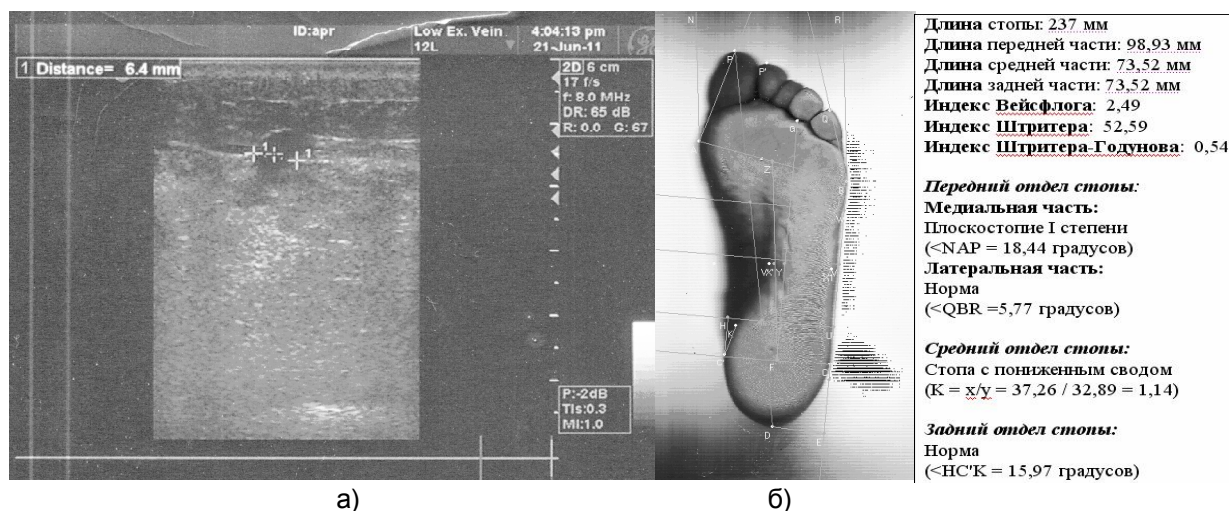 ID:apr
Low Ex. Vein
12L
4:04:13 pm
21-Jun-11
1 Distance= 6.4 mm
2D 6 cm
17 f/s
f: 8.0 MHz
DR: 65 dB
R: 0.0 G: 67
1
1
P:-2dB
TIs:0.3
MI:1.0
а)
N
R
P
P'
Q
G
Z
B
Y
H
K
F
D
E
б)
Длина стопы: 237 мм
Длина передней части: 98,93 мм
Длина средней части: 73,52 мм
Длина задней части: 73,52 мм
Индекс Вейсфлога: 2,49
Индекс Штритера: 52,59
Индекс Штритера-Годунова: 0,54
Передний отдел стопы:
Медиальная часть:
Плоскостопие I степени
(<NAP = 18,44 градусов)
Латеральная часть:
Норма
(<QBR =5,77 градусов)
Средний отдел стопы:
Стопа с пониженным сводом
(K = x/y = 37,26 / 32,89 = 1,14)
Задний отдел стопы:
Норма
(<HC'K = 15,97 градусов)